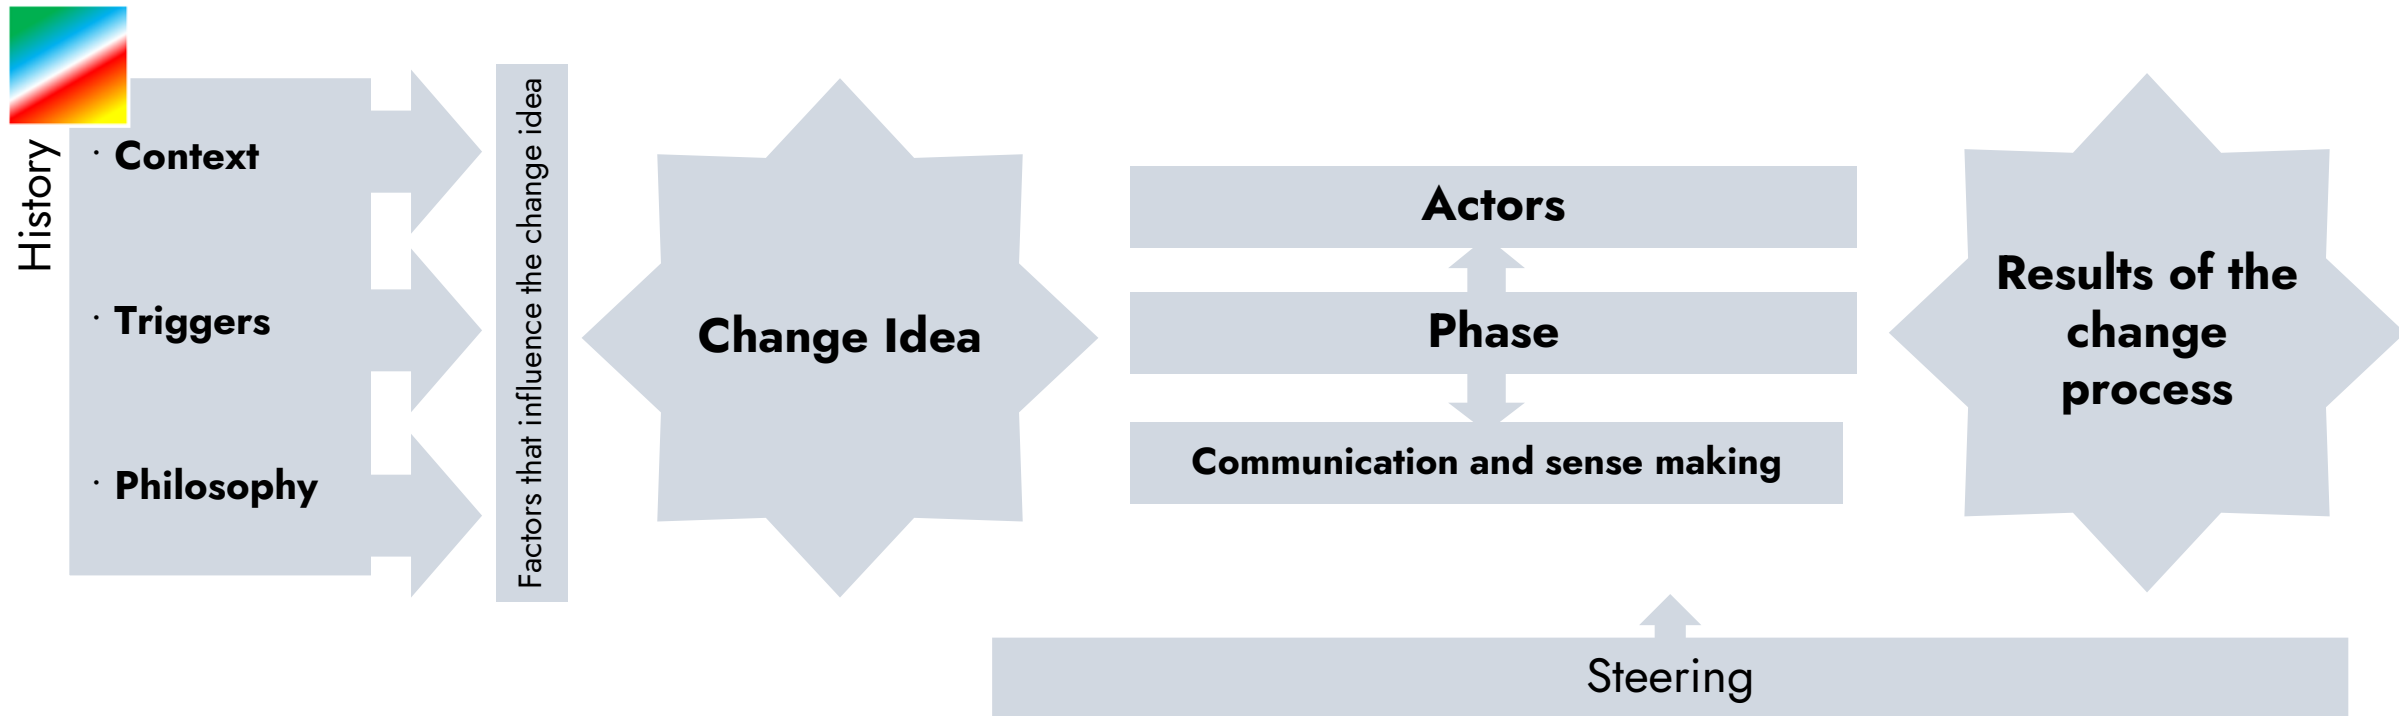 History
· Context
· Triggers
· Philosophy
Factors that influence the change idea
Change Idea
Actors
Phase
Communication and sense making
Results of the
change
process
Steering